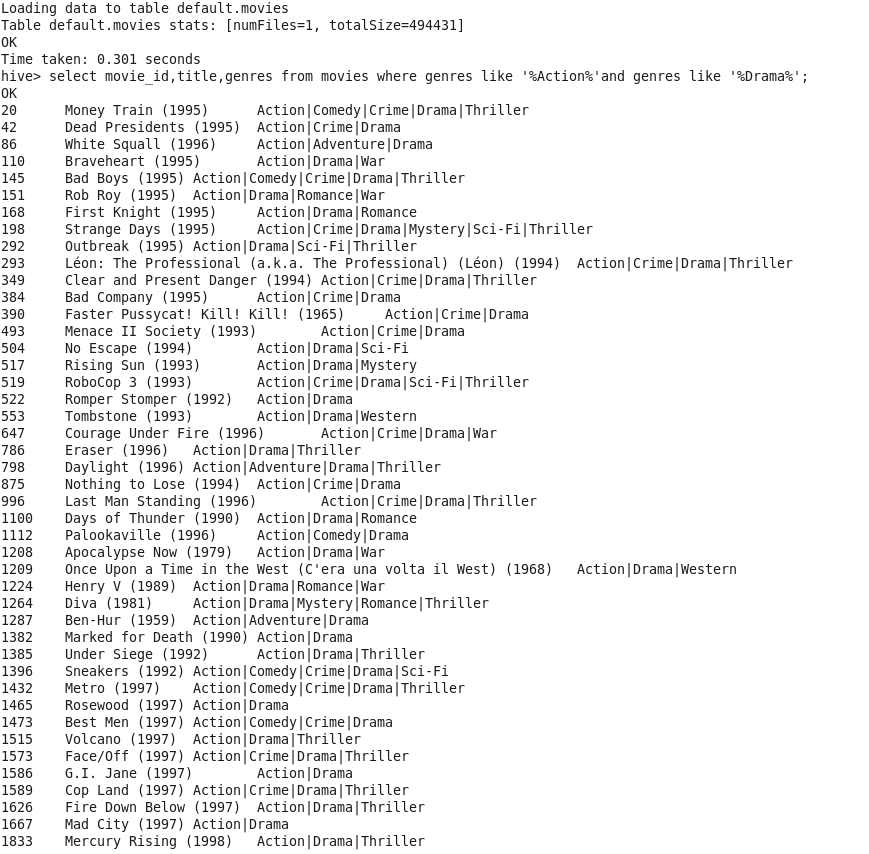 Loading data to table default.movies
Table default.movies stats: [numFiles=1, totalSize=494431]
OK
Time taken: 0.301 seconds
hive> select movie_id,title,genres from movies where genres like '%Action%'and genres like '%Drama%';
OK
20 Money Train (1995) Action|Comedy|Crime|Drama|Thriller
42 Dead Presidents (1995) Action|Crime|Drama
86 White Squall (1996) Action|Adventure|Drama
110 Braveheart (1995) Action|Drama|War
145 Bad Boys (1995) Action|Comedy|Crime|Drama|Thriller
151 Rob Roy (1995) Action|Drama|Romance|War
168 First Knight (1995) Action|Drama|Romance
198 Strange Days (1995) Action|Crime|Drama|Mystery|Sci-Fi|Thriller
292 Outbreak (1995) Action|Drama|Sci-Fi|Thriller
293 Léon: The Professional (a.k.a. The Professional) (Léon) (1994) Action|Crime|Drama|Thriller
349 Clear and Present Danger (1994) Action|Crime|Drama|Thriller
384 Bad Company (1995) Action|Crime|Drama
390 Faster Pussycat! Kill! Kill! (1965) Action|Crime|Drama
493 Menace II Society (1993) Action|Crime|Drama
504 No Escape (1994) Action|Drama|Sci-Fi
517 Rising Sun (1993) Action|Drama|Mystery
519 RoboCop 3 (1993) Action|Crime|Drama|Sci-Fi|Thriller
522 Romper Stomper (1992) Action|Drama
553 Tombstone (1993) Action|Drama|Western
647 Courage Under Fire (1996) Action|Crime|Drama|War
786 Eraser (1996) Action|Drama|Thriller
798 Daylight (1996) Action|Adventure|Drama|Thriller
875 Nothing to Lose (1994) Action|Crime|Drama
996 Last Man Standing (1996) Action|Crime|Drama|Thriller
1100 Days of Thunder (1990) Action|Drama|Romance
1112 Palookaville (1996) Action|Comedy|Drama
1208 Apocalypse Now (1979) Action|Drama|War
1209 Once Upon a Time in the West (C'era una volta il West) (1968) Action|Drama|Western
1224 Henry V (1989) Action|Drama|Romance|War
1264 Diva (1981) Action|Drama|Mystery|Romance|Thriller
1287 Ben-Hur (1959) Action|Adventure|Drama
1382 Marked for Death (1990) Action|Drama
1385 Under Siege (1992) Action|Drama|Thriller
1396 Sneakers (1992) Action|Comedy|Crime|Drama|Sci-Fi
1432 Metro (1997) Action|Comedy|Crime|Drama|Thriller
1465 Rosewood (1997) Action|Drama
1473 Best Men (1997) Action|Comedy|Crime|Drama
1515 Volcano (1997) Action|Drama|Thriller
1573 Face/Off (1997) Action|Crime|Drama|Thriller
1586 G.I. Jane (1997) Action|Drama
1589 Cop Land (1997) Action|Crime|Drama|Thriller
1626 Fire Down Below (1997) Action|Drama|Thriller
1667 Mad City (1997) Action|Drama
1833 Mercury Rising (1998) Action|Drama|Thriller